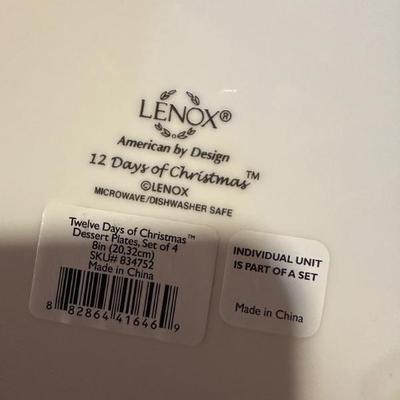 LENOX®
American by Design
12 Days of Christmas™
©LENOX
MICROWAVE/DISHWASHER SAFE
Twelve Days of Christmas™
Dessert Plates, Set of 4
8in (20,32cm)
SKU# 834752
Made in China
8 82864 41646 9
INDIVIDUAL UNIT
IS PART OF A SET
Made in China